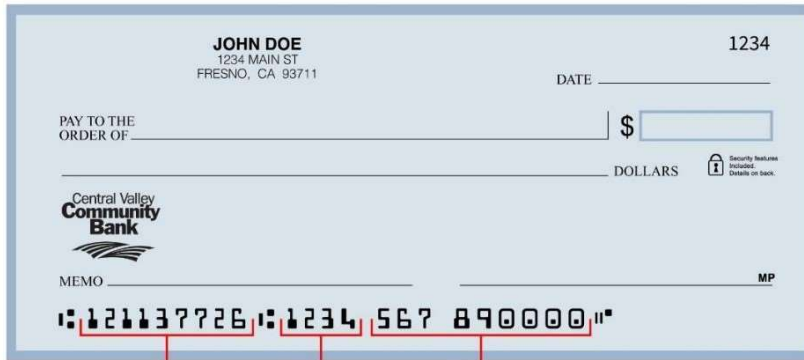 JOHN DOE
1234 MAIN ST
FRESNO, CA 93711
1234
DATE
PAY TO THE
ORDER OF
$
DOLLARS
Security features
Included.
Details on back.
Central Valley
Community
Bank
MEMO
MP
⑆121137726⑆1234 567 890000⑈